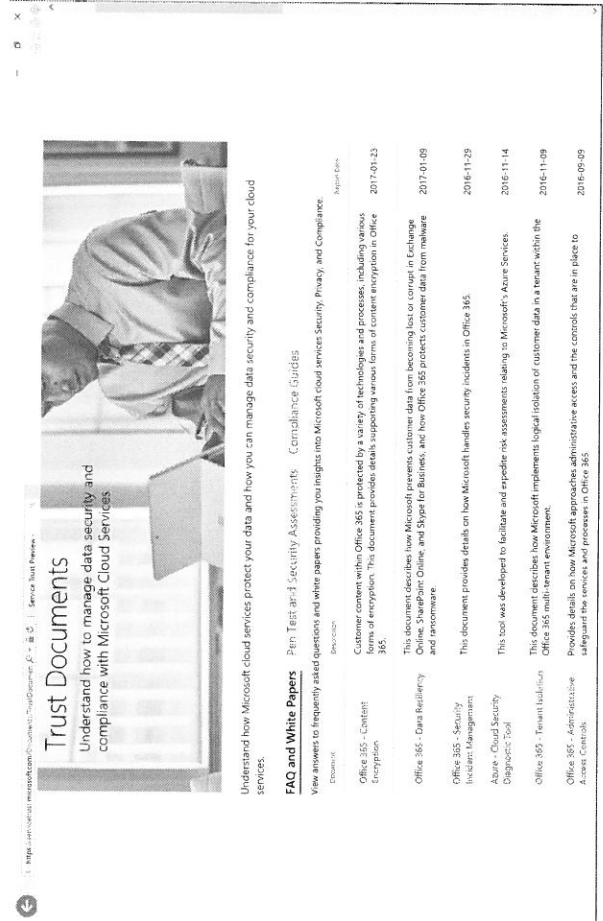 https://servicetrust.microsoft.com/Documents/TrustDocuments
Service Trust Preview
Trust Documents
Understand how to manage data security and
compliance with Microsoft Cloud Services
Understand how Microsoft cloud services protect your data and how you can manage data security and compliance for your cloud
services.
FAQ and White Papers Pen Test and Security Assessments Compliance Guides
View answers to frequently asked questions and white papers providing you insights into Microsoft cloud services Security, Privacy, and Compliance.
Document Description Report Date
Office 365 - Content
Encryption
Customer content within Office 365 is protected by a variety of technologies and processes, including various
forms of encryption. This document provides details supporting various forms of content encryption in Office
365.
2017-01-23
Office 365 - Data Resiliency
This document describes how Microsoft prevents customer data from becoming lost or corrupt in Exchange
Online, SharePoint Online, and Skype for Business, and how Office 365 protects customer data from malware
and ransomware.
2017-01-09
Office 365 - Security
Incident Management
This document provides details on how Microsoft handles security incidents in Office 365.
2016-11-29
Azure - Cloud Security
Diagnostic Tool
This tool was developed to facilitate and expedite risk assessments relating to Microsoft's Azure Services.
2016-11-14
Office 365 - Tenant Isolation
This document describes how Microsoft implements logical isolation of customer data in a tenant within the
Office 365 multi-tenant environment.
2016-11-09
Office 365 - Administrative
Access Controls
Provides details on how Microsoft approaches administrative access and the controls that are in place to
safeguard the services and processes in Office 365
2016-09-09